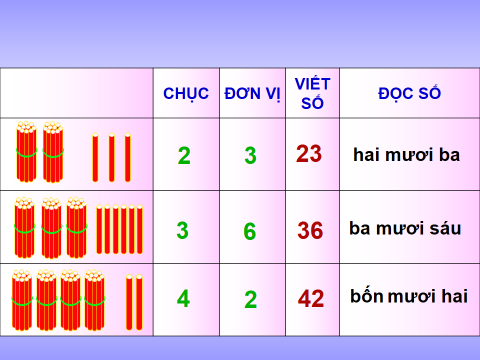 CHỤC ĐƠN VỊ VIẾT SỐ ĐỌC SỐ
2 3 23 hai mươi ba
3 6 36 ba mươi sáu
4 2 42 bốn mươi hai